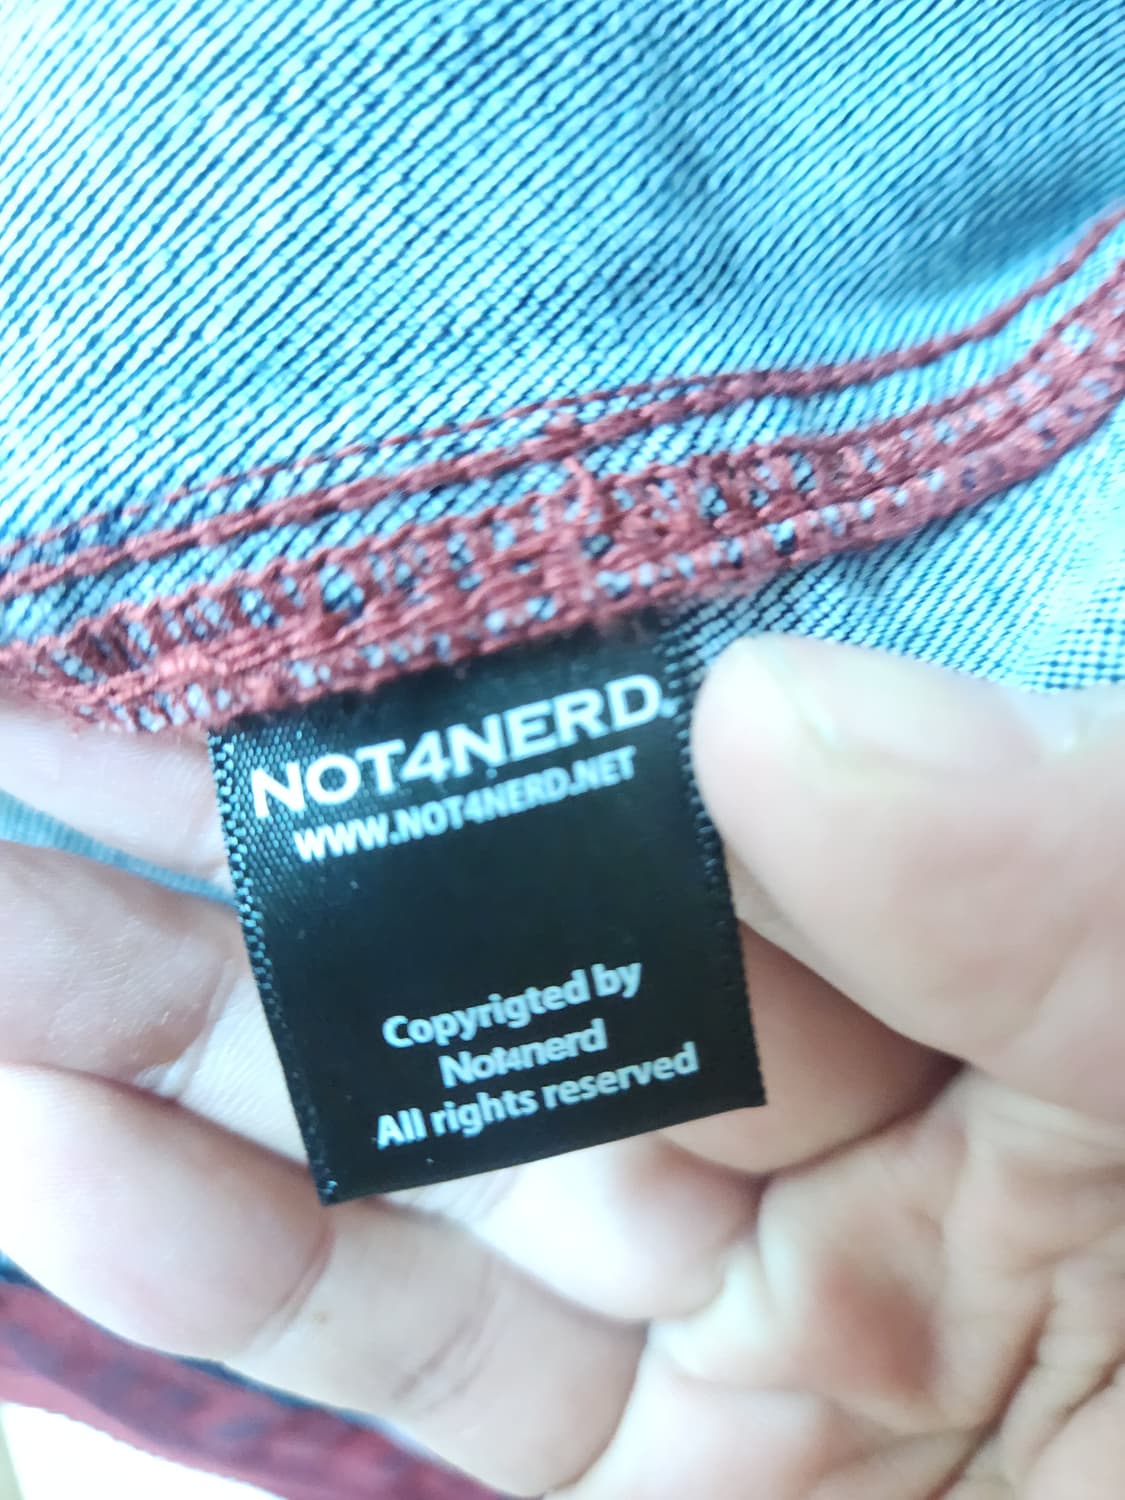 NOT4NERD.
WWW.NOT4NERD.NET
Copyrigted by
Not4nerd
All rights reserved